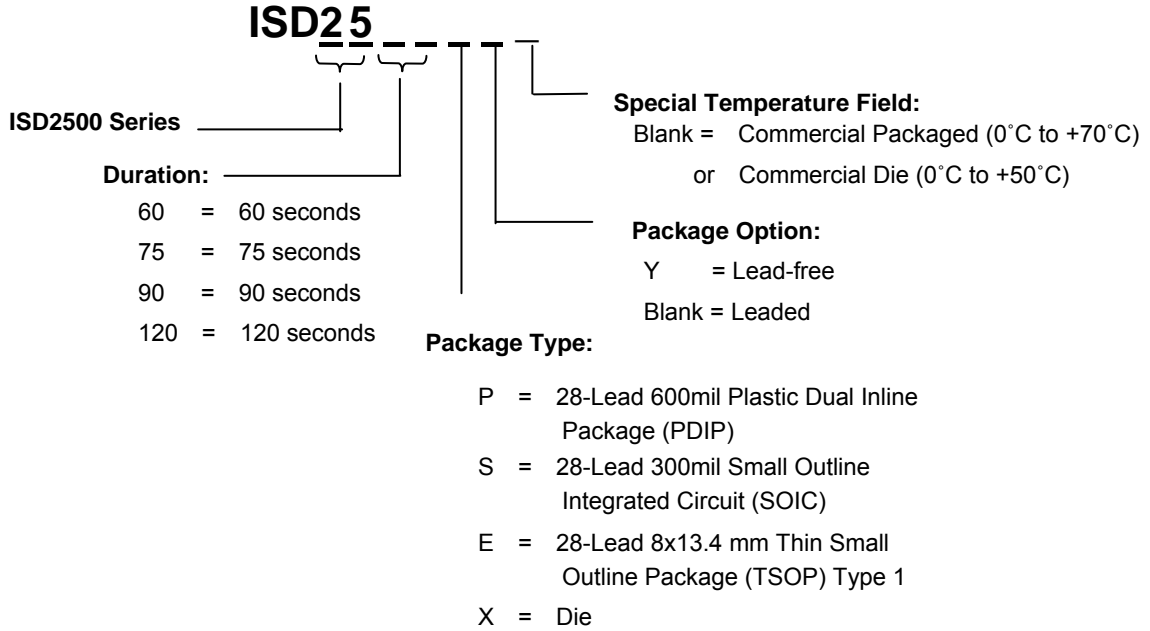 ISD25
ISD2500 Series
Duration:
60 = 60 seconds
75 = 75 seconds
90 = 90 seconds
120 = 120 seconds
Special Temperature Field:
Blank = Commercial Packaged (0˚C to +70˚C)
or Commercial Die (0˚C to +50˚C)
Package Option:
Y = Lead-free
Blank = Leaded
Package Type:
P = 28-Lead 600mil Plastic Dual Inline
Package (PDIP)
S = 28-Lead 300mil Small Outline
Integrated Circuit (SOIC)
E = 28-Lead 8x13.4 mm Thin Small
Outline Package (TSOP) Type 1
X = Die